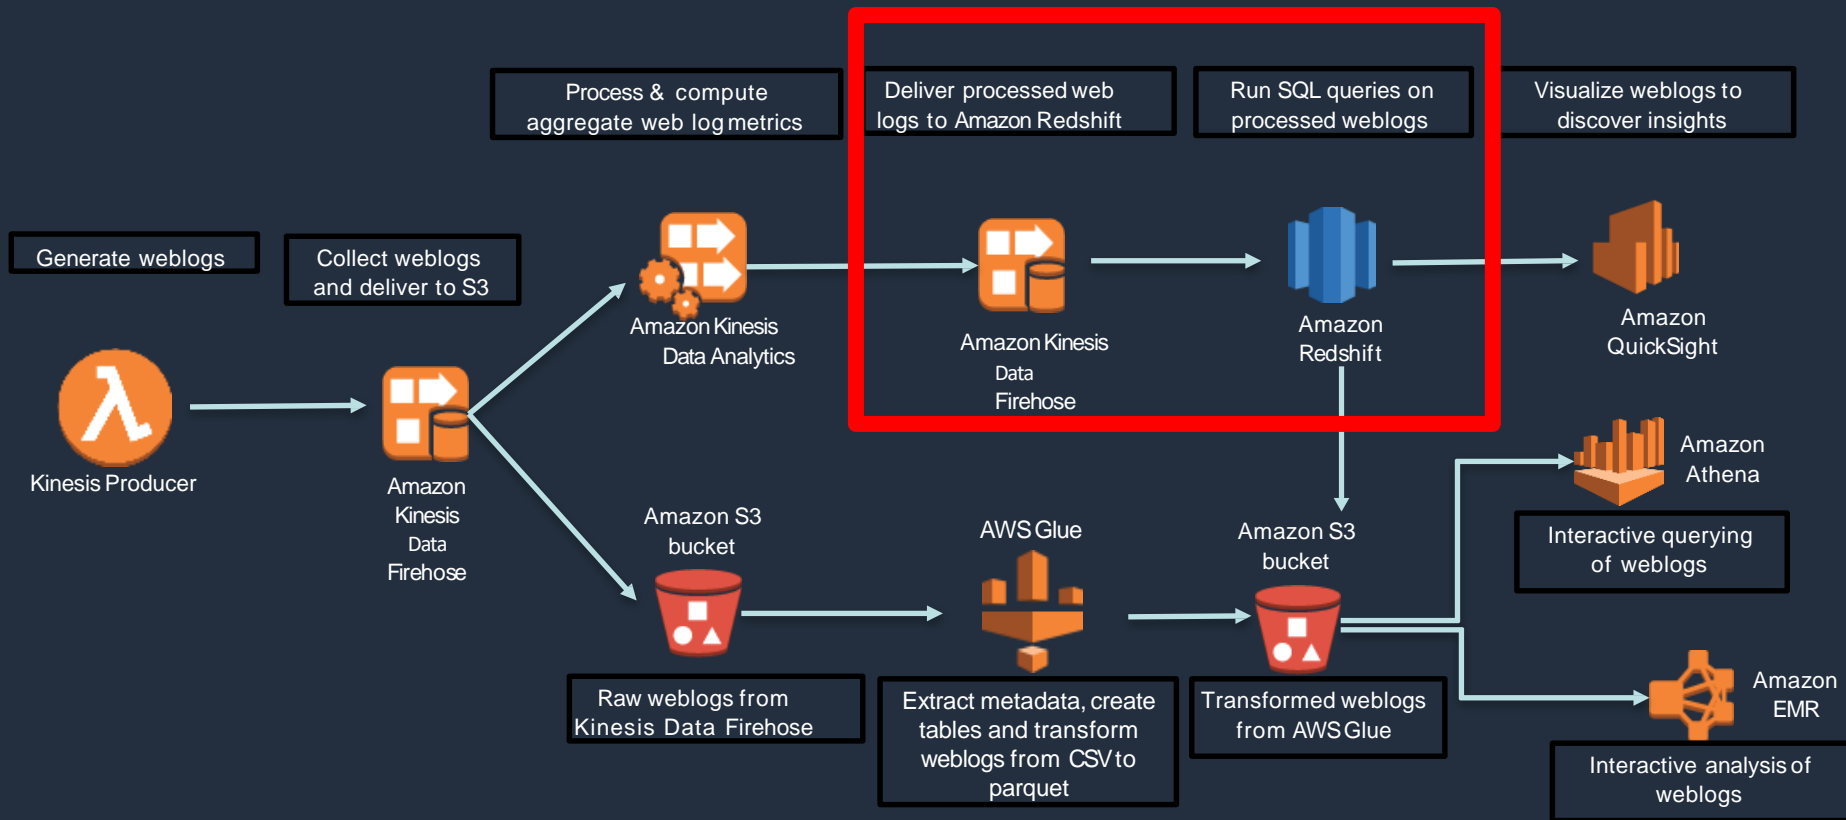 Process & compute
aggregate web log metrics
Deliver processed web
logs to Amazon Redshift
Run SQL queries on
processed weblogs
Visualize weblogs to
discover insights
Generate weblogs
Collect weblogs
and deliver to S3
Amazon Kinesis
Data Analytics
Amazon Kinesis
Data
Firehose
Amazon
Redshift
Amazon
QuickSight
Kinesis Producer
Amazon
Kinesis
Data
Firehose
Amazon S3
bucket
AWS Glue
Amazon S3
bucket
Amazon
Athena
Interactive querying
of weblogs
Raw weblogs from
Kinesis Data Firehose
Extract metadata, create
tables and transform
weblogs from CSV to
parquet
Transformed weblogs
from AWS Glue
Amazon
EMR
Interactive analysis of
weblogs